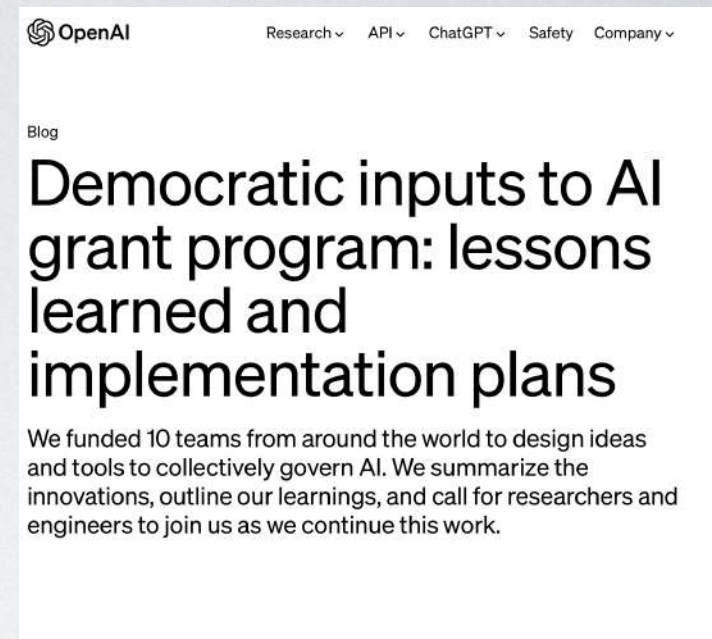 OpenAI
Research API ChatGPT Safety Company
Blog
Democratic inputs to AI
grant program: lessons
learned and
implementation plans
We funded 10 teams from around the world to design ideas
and tools to collectively govern AI. We summarize the
innovations, outline our learnings, and call for researchers and
engineers to join us as we continue this work.